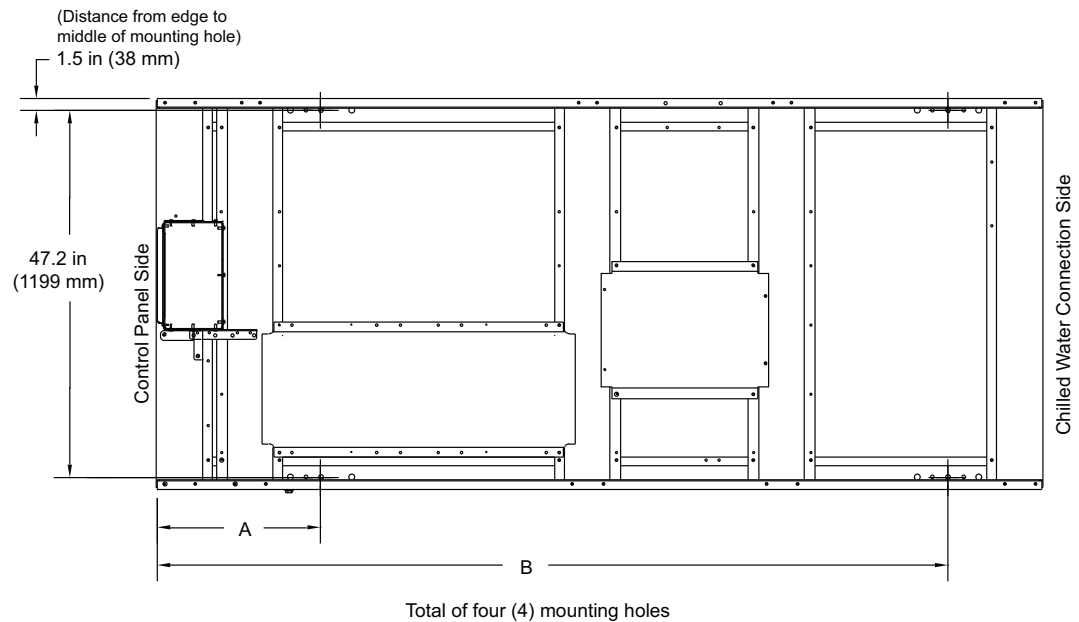 (Distance from edge to
middle of mounting hole)
1.5 in (38 mm)
47.2 in
(1199 mm)
Control Panel Side
Chilled Water Connection Side
A
B
Total of four (4) mounting holes